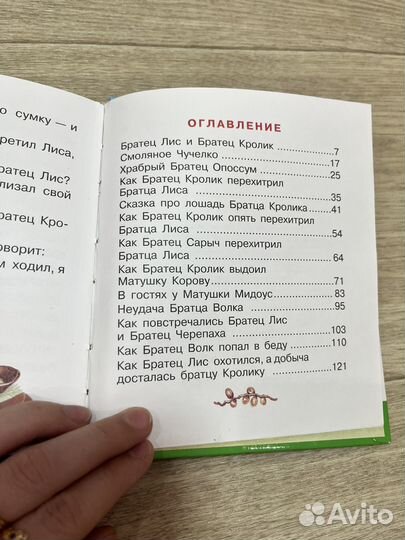 о сумку — и
ретил Лиса,
атец Лис?
лизал свой
ратец Кро-
оворит:
м ходил, я
ОГЛАВЛЕНИЕ
Братец Лис и Братец Кролик ..........7
Смоляное Чучелко ..........17
Храбрый Братец Опоссум ..........25
Как Братец Кролик перехитрил
Братца Лиса ..........35
Сказка про лошадь Братца Кролика ....41
Как Братец Кролик опять перехитрил
Братца Лиса ..........54
Как Братец Сарыч перехитрил
Братца Лиса ..........64
Как Братец Кролик выдоил
Матушку Корову ..........71
В гостях у Матушки Мидоус ..........83
Неудача Братца Волка ..........95
Как повстречались Братец Лис
и Братец Черепаха ..........103
Как Братец Волк попал в беду ..........110
Как Братец Лис охотился, а добыча
досталась братцу Кролику ..........121
Avito